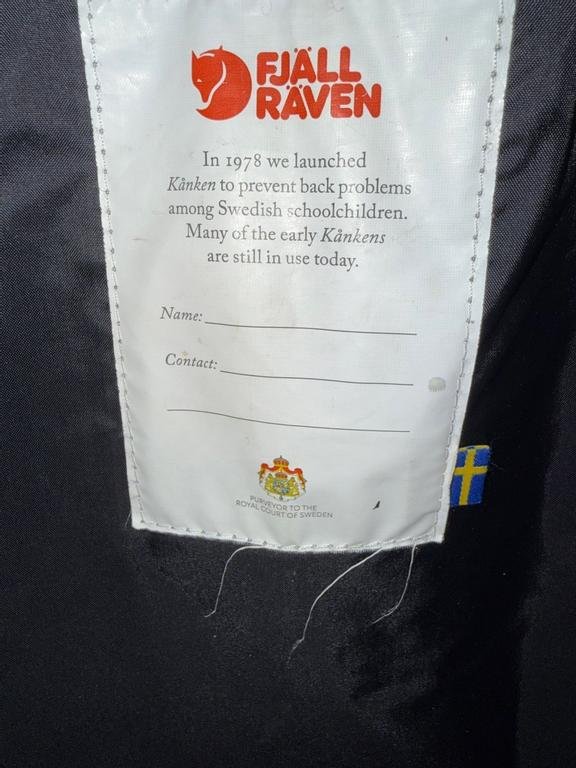 FJÄLL
RÄVEN
In 1978 we launched
Kånken to prevent back problems
among Swedish schoolchildren.
Many of the early Kånkens
are still in use today.
Name:
Contact:
PURVEYOR TO THE
ROYAL COURT OF SWEDEN